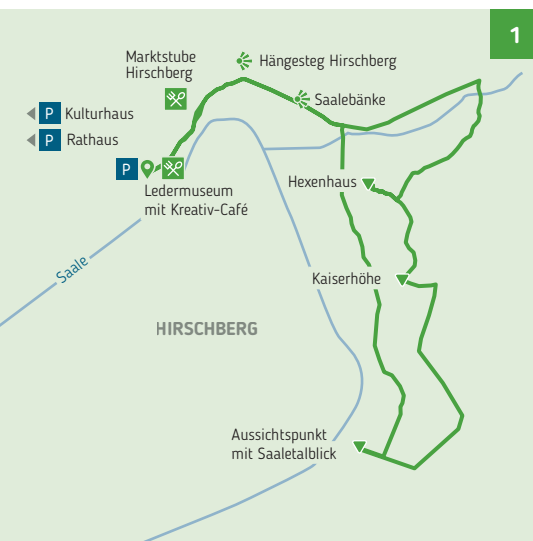 1
Marktstube
Hirschberg
Hängesteg Hirschberg
Saalebänke
P Kulturhaus
P Rathaus
P
Ledermuseum
mit Kreativ-Café
Hexenhaus
Saale
Kaiserhöhe
HIRSCHBERG
Aussichtspunkt
mit Saaletalblick